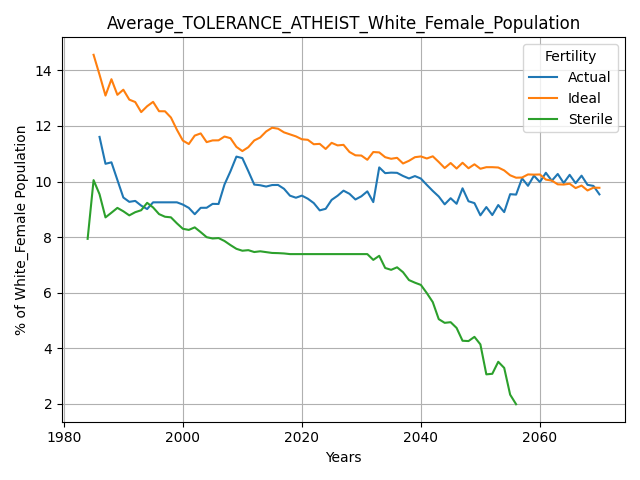 Average_TOLERANCE_ATHEIST_White_Female_Population
Fertility
Actual
Ideal
Sterile
% of White_Female Population
14
12
10
8
6
4
2
1980
2000
2020
2040
2060
Years